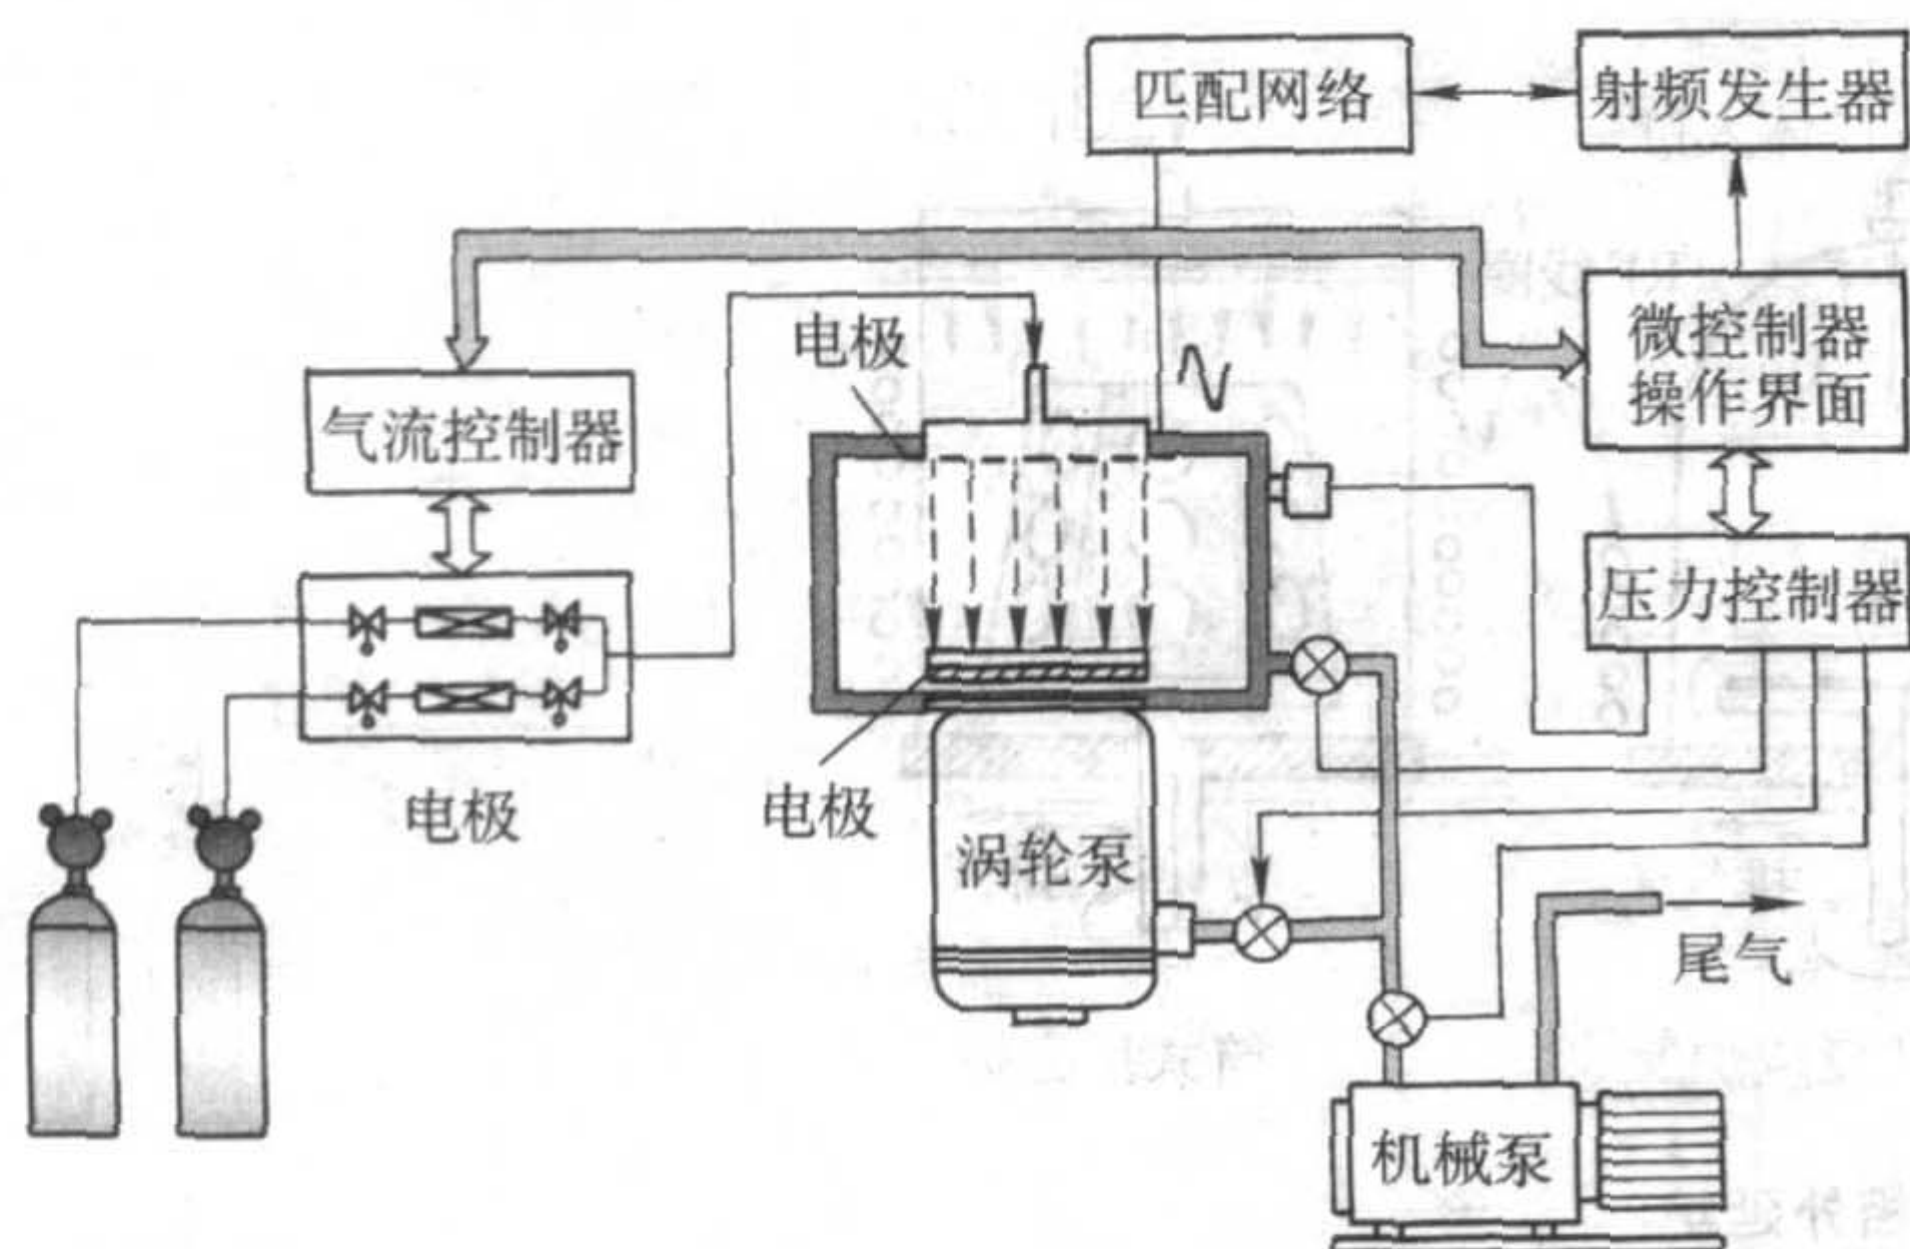 匹配网络
射频发生器
电极
微控制器
操作界面
气流控制器
压力控制器
电极
电极
涡轮泵
尾气
机械泵